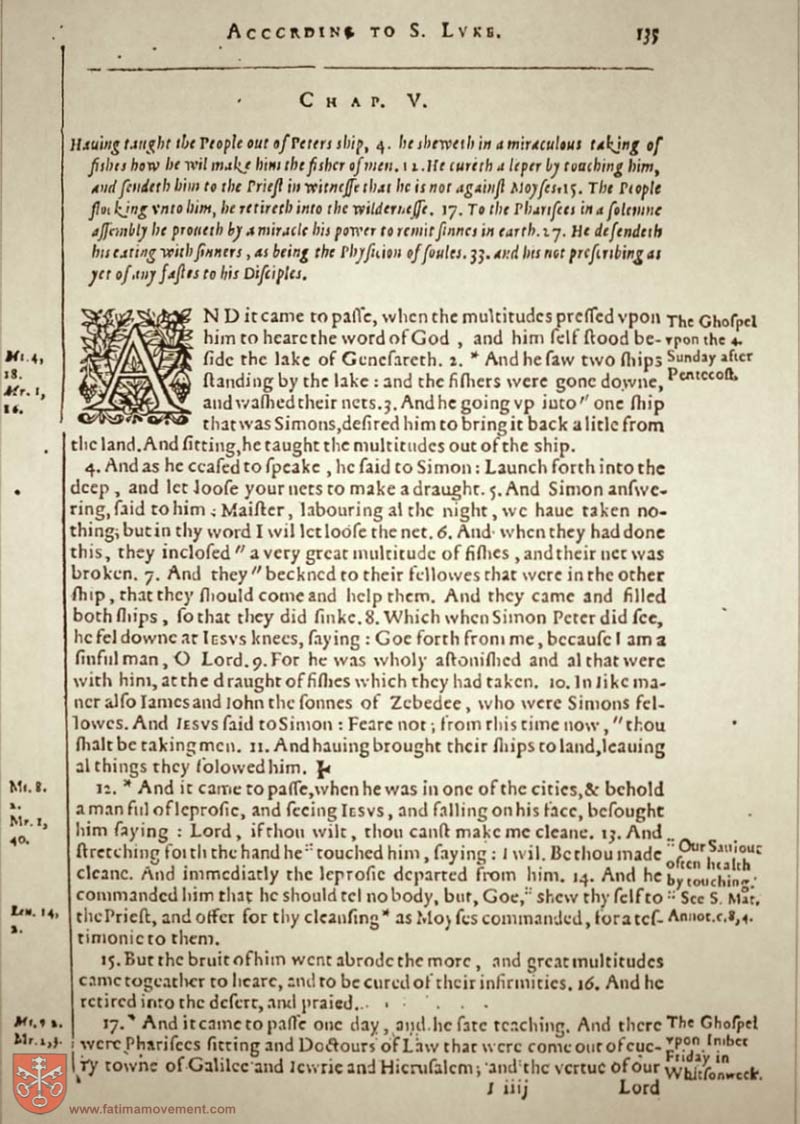 ACCCRDING TO S. LVKE. 135
CHAP. V.
Hauing taught the People out of Peters ship, 4. he sheweth in a miraculous taking of
fishes how he wil make him the fisher of men. 12. He cureth a leper by touching him,
and sendeth him to the Priest in witnesse that he is not against Moyses. 15. The People
flocking vnto him, he retireth into the wildernesse. 17. To the Pharisees in a solemne
assembly he proueth by a miracle his power to remit sinnes in earth. 27. He defendeth
his eating with sinners, as being the Physicion of soules. 33. and his not prescribing as
yet of any fastes to his Disciples.
AND it came to passe, when the multitudes pressed vpon
him to heare the word of God, and him self stood be-
side the lake of Genesareth. 2. * And he saw two ships
standing by the lake: and the fishers were gone downe,
and washed their nets. 3. And he going vp into " one ship
that was Simons, desired him to bring it back a litle from
the land. And sitting, he taught the multitudes out of the ship.
The Ghospel
vpon the 4.
Sunday after
Pentecost.
Mt. 4,
18.
Mr. 1,
16.
4. And as he ceased to speake, he said to Simon: Launch forth into the
deep, and let loose your nets to make a draught. 5. And Simon answe-
ring, said to him: Maister, labouring al the night, we haue taken no-
thing; but in thy word I wil let loose the net. 6. And when they had done
this, they inclosed " a very great multitude of fishes, and their net was
broken. 7. And they " beckned to their fellowes that were in the other
ship, that they should come and help them. And they came and filled
both ships, so that they did sinke. 8. Which when Simon Peter did see,
he fel downe at IESVS knees, saying: Goe forth from me, because I am a
sinful man, O Lord. 9. For he was wholy astonished and al that were
with him, at the draught of fishes which they had taken. 10. In like ma-
ner also Iames and Iohn the sonnes of Zebedee, who were Simons fel-
lowes. And IESVS said to Simon: Feare not; from this time now, " thou
shalt be taking men. 11. And hauing brought their ships to land, leauing
al things they folowed him.
12. * And it came to passe, when he was in one of the cities, & behold
a man ful of leprosie, and seeing IESVS, and falling on his face, besought
him saying: Lord, if thou wilt, thou canst make me cleane. 13. And
stretching forth the hand he :: touched him, saying: I wil. Be thou made
cleane. And immediatly the leprosie departed from him. 14. And he
commanded him that he should tel no body, but, Goe, :: shew thy self to
the Priest, and offer for thy cleansing * as Moyses commanded, for a tes-
timonie to them.
Mt. 8.
2.
Mr. 1,
40.
:: Our Sauiour
often health
by touching.
:: See S. Mat.
Annot. c. 8, 4.
Leu. 14,
2.
15. But the bruit of him went abrode the more, and great multitudes
came togeather to heare, and to be cured of their infirmities. 16. And he
retired into the desert, and praied.
17. * And it came to passe one day, and he sate teaching. And there
were Pharisees sitting and Doctours of Law that were come out of eue-
ry towne of Galilee and Iewrie and Hierusalem; and the vertue of our
The Ghospel
vpon Imber
Friday in
Whitsonweek.
I iiij Lord
www.fatimamovement.com